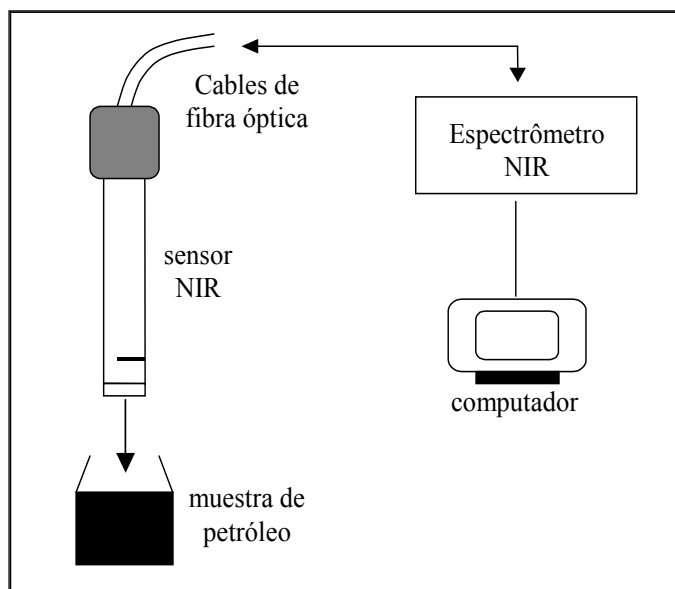 Cables de
fibra óptica
Espectrômetro
NIR
sensor
NIR
computador
muestra de
petróleo